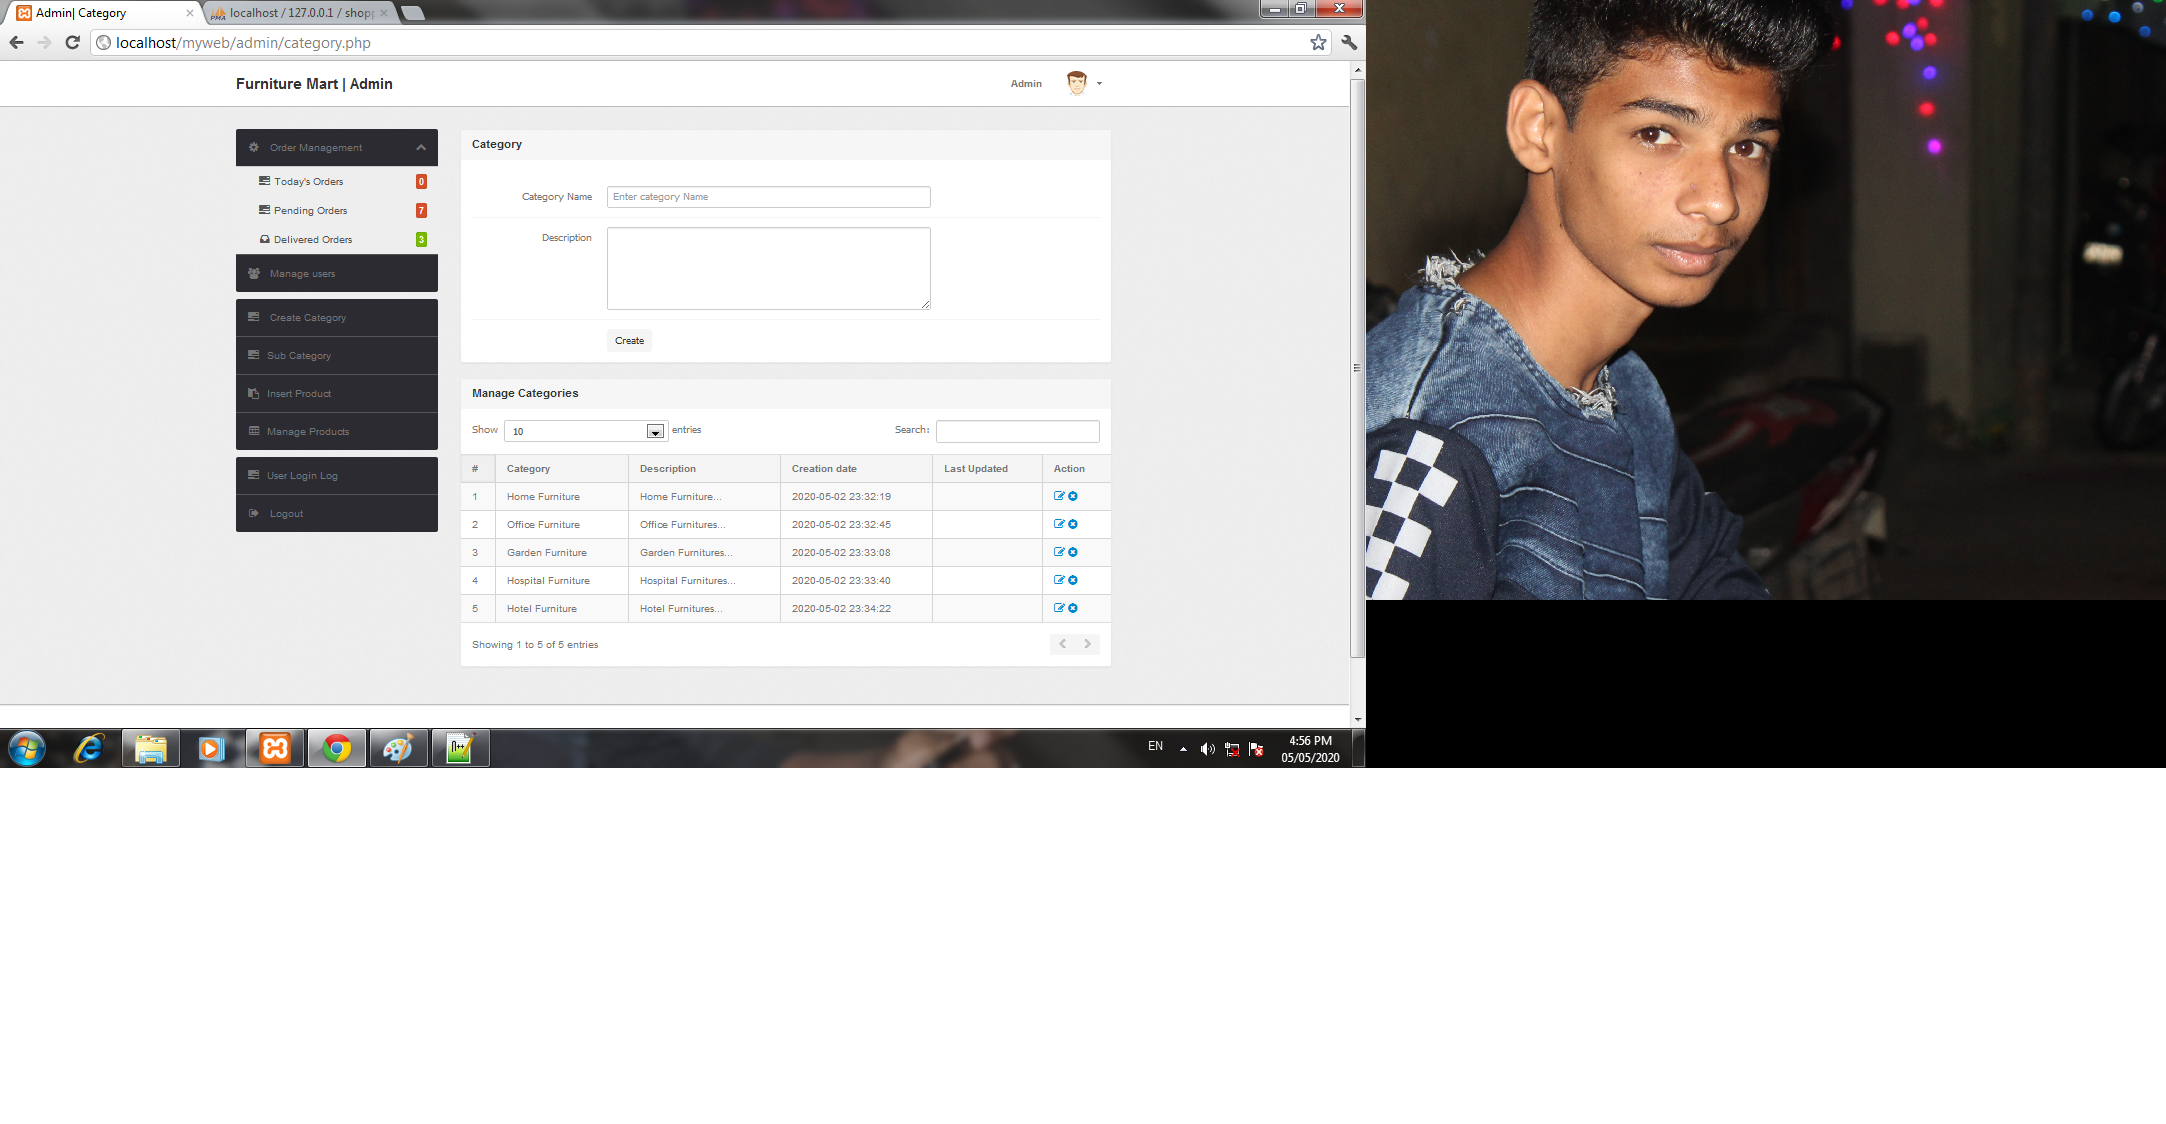 Admin| Category
localhost / 127.0.0.1 / shopp
localhost/myweb/admin/category.php
Furniture Mart | Admin
Admin
Order Management
Today's Orders 0
Pending Orders 7
Delivered Orders 3
Manage users
Create Category
Sub Category
Insert Product
Manage Products
User Login Log
Logout
Category
Category Name Enter category Name
Description
Create
Manage Categories
Show 10 entries Search:
# Category Description Creation date Last Updated Action
1 Home Furniture Home Furniture... 2020-05-02 23:32:19
2 Office Furniture Office Furnitures... 2020-05-02 23:32:45
3 Garden Furniture Garden Furnitures... 2020-05-02 23:33:08
4 Hospital Furniture Hospital Furnitures... 2020-05-02 23:33:40
5 Hotel Furniture Hotel Furnitures... 2020-05-02 23:34:22
Showing 1 to 5 of 5 entries
EN
4:56 PM
05/05/2020